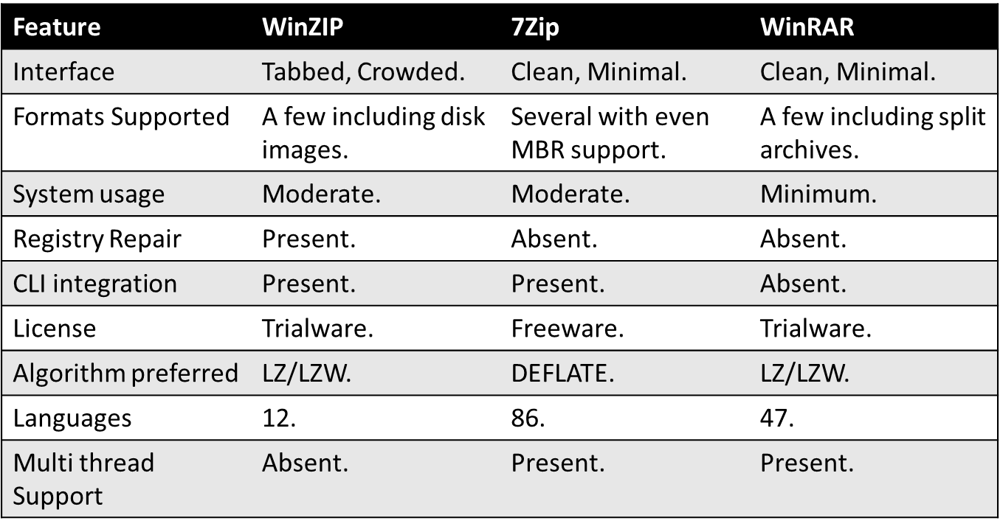 Feature WinZIP 7Zip WinRAR
Interface Tabbed, Crowded. Clean, Minimal. Clean, Minimal.
Formats Supported A few including disk images. Several with even MBR support. A few including split archives.
System usage Moderate. Moderate. Minimum.
Registry Repair Present. Absent. Absent.
CLI integration Present. Present. Absent.
License Trialware. Freeware. Trialware.
Algorithm preferred LZ/LZW. DEFLATE. LZ/LZW.
Languages 12. 86. 47.
Multi thread Support Absent. Present. Present.